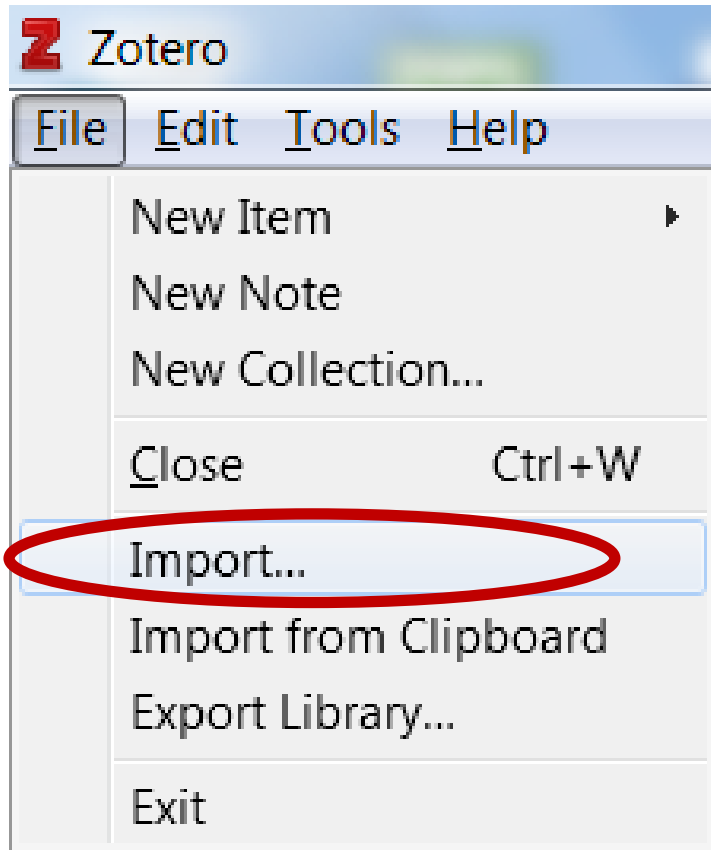 Zotero
File Edit Tools Help
New Item
New Note
New Collection...
Close Ctrl+W
Import...
Import from Clipboard
Export Library...
Exit